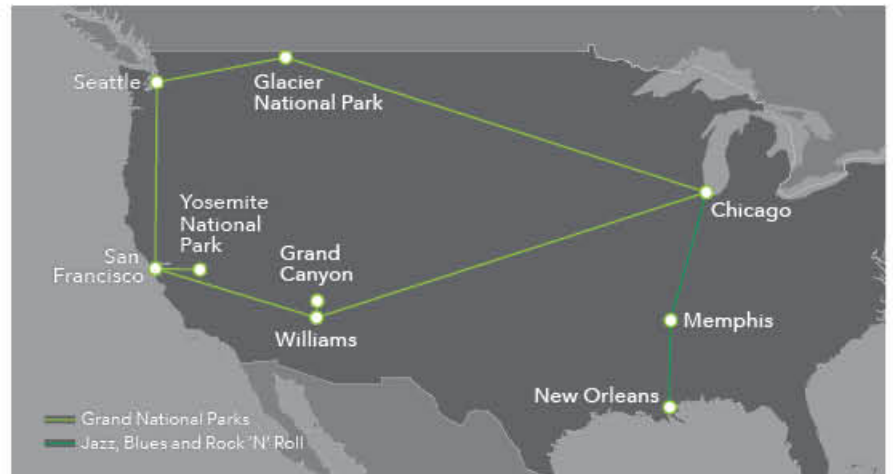 Seattle
Glacier
National Park
Yosemite
National
Park
Grand
Canyon
San
Francisco
Williams
Chicago
Memphis
New Orleans
Grand National Parks
Jazz, Blues and Rock 'N' Roll